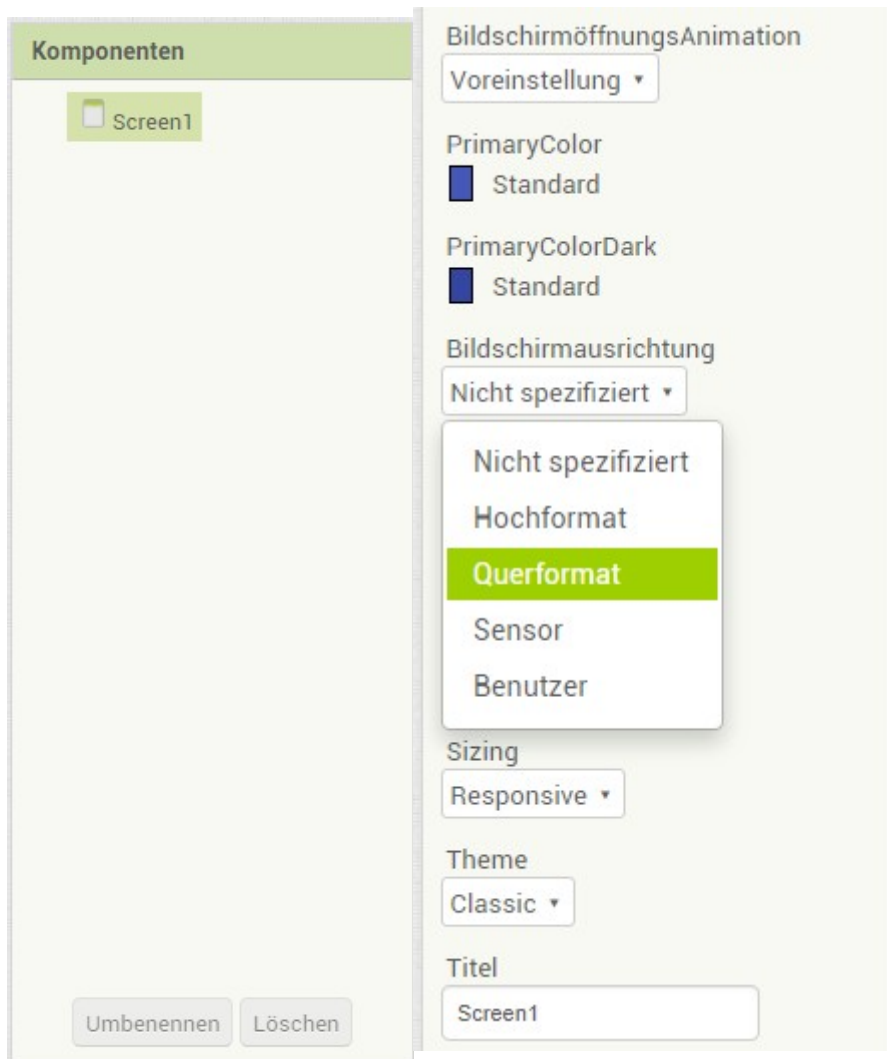 Komponenten
Screen1
Umbenennen
Löschen
BildschirmöffnungsAnimation
Voreinstellung
PrimaryColor
Standard
PrimaryColorDark
Standard
Bildschirmausrichtung
Nicht spezifiziert
Nicht spezifiziert
Hochformat
Querformat
Sensor
Benutzer
Sizing
Responsive
Theme
Classic
Titel
Screen1